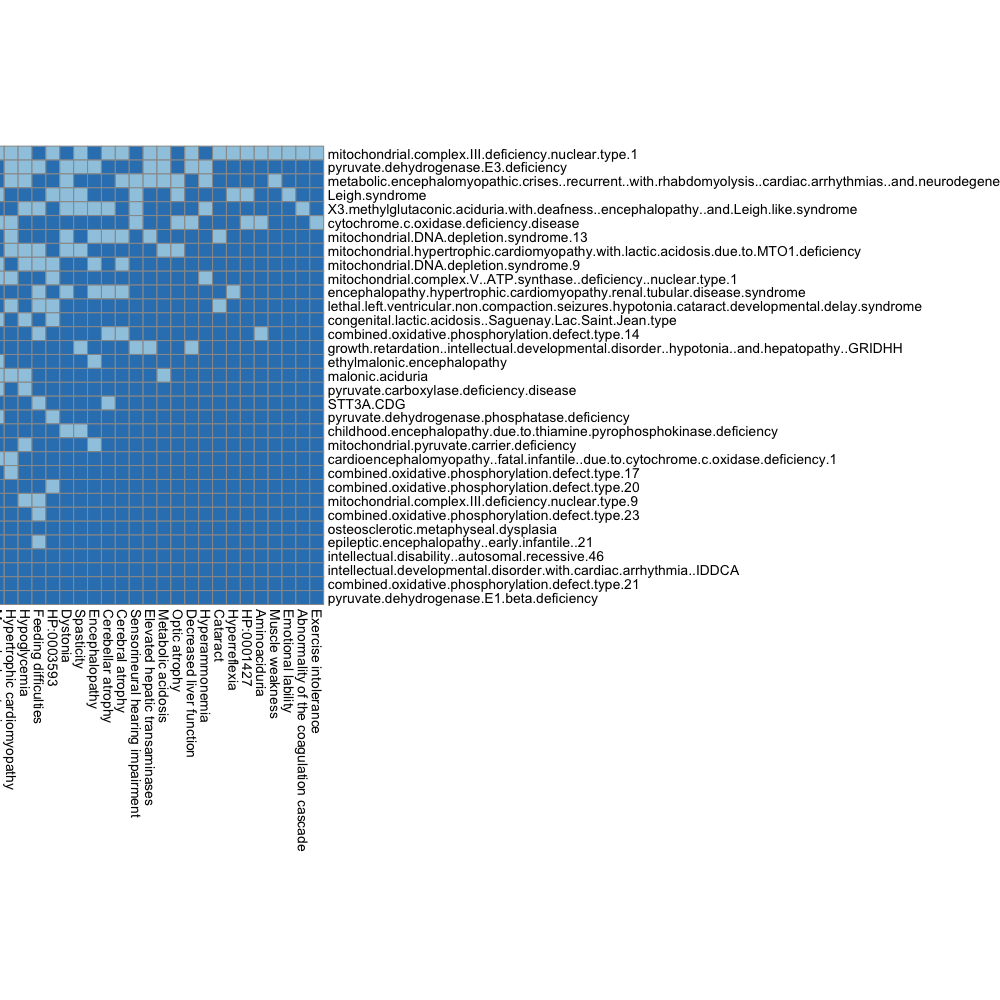 mitochondrial.complex.III.deficiency.nuclear.type.1
pyruvate.dehydrogenase.E3.deficiency
metabolic.encephalomyopathic.crises..recurrent..with.rhabdomyolysis..cardiac.arrhythmias..and.neurodegene
Leigh.syndrome
X3.methylglutaconic.aciduria.with.deafness..encephalopathy..and.Leigh.like.syndrome
cytochrome.c.oxidase.deficiency.disease
mitochondrial.DNA.depletion.syndrome.13
mitochondrial.hypertrophic.cardiomyopathy.with.lactic.acidosis.due.to.MTO1.deficiency
mitochondrial.DNA.depletion.syndrome.9
mitochondrial.complex.V..ATP.synthase..deficiency..nuclear.type.1
encephalopathy.hypertrophic.cardiomyopathy.renal.tubular.disease.syndrome
lethal.left.ventricular.non.compaction.seizures.hypotonia.cataract.developmental.delay.syndrome
congenital.lactic.acidosis..Saguenay.Lac.Saint.Jean.type
combined.oxidative.phosphorylation.defect.type.14
growth.retardation..intellectual.developmental.disorder..hypotonia..and.hepatopathy..GRIDHH
ethylmalonic.encephalopathy
malonic.aciduria
pyruvate.carboxylase.deficiency.disease
STT3A.CDG
pyruvate.dehydrogenase.phosphatase.deficiency
childhood.encephalopathy.due.to.thiamine.pyrophosphokinase.deficiency
mitochondrial.pyruvate.carrier.deficiency
cardioencephalomyopathy..fatal.infantile..due.to.cytochrome.c.oxidase.deficiency.1
combined.oxidative.phosphorylation.defect.type.17
combined.oxidative.phosphorylation.defect.type.20
mitochondrial.complex.III.deficiency.nuclear.type.9
combined.oxidative.phosphorylation.defect.type.23
osteosclerotic.metaphyseal.dysplasia
epileptic.encephalopathy..early.infantile..21
intellectual.disability..autosomal.recessive.46
intellectual.developmental.disorder.with.cardiac.arrhythmia..IDDCA
combined.oxidative.phosphorylation.defect.type.21
pyruvate.dehydrogenase.E1.beta.deficiency
Hypertrophic cardiomyopathy
Hypoglycemia
Feeding difficulties
HP:0003593
Dystonia
Spasticity
Encephalopathy
Cerebellar atrophy
Cerebral atrophy
Sensorineural hearing impairment
Elevated hepatic transaminases
Metabolic acidosis
Optic atrophy
Decreased liver function
Hyperammonemia
Cataract
Hyperreflexia
HP:0001427
Aminoaciduria
Muscle weakness
Emotional lability
Abnormality of the coagulation cascade
Exercise intolerance